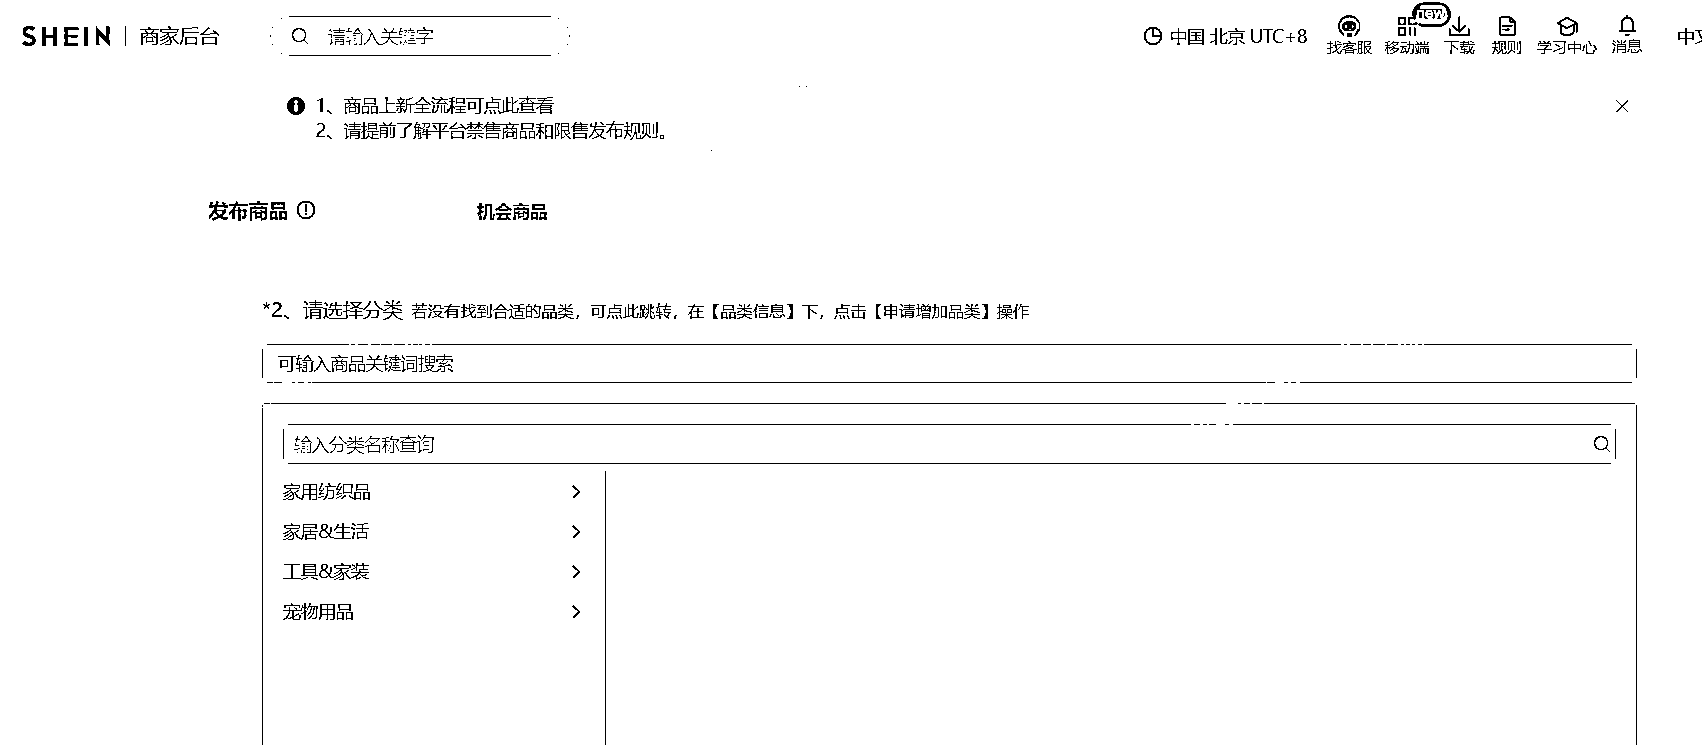 SHEIN | 商家后台
请输入关键字
中国 北京 UTC+8
找客服
移动端
new
下载
规则
学习中心
消息
1、商品上新全流程可点此查看
2、请提前了解平台禁售商品和限售发布规则。
发布商品
机会商品
*2、请选择分类 若没有找到合适的品类，可点此跳转，在【品类信息】下，点击【申请增加品类】操作
可输入商品关键词搜索
输入分类名称查询
家用纺织品
家居&生活
工具&家装
宠物用品